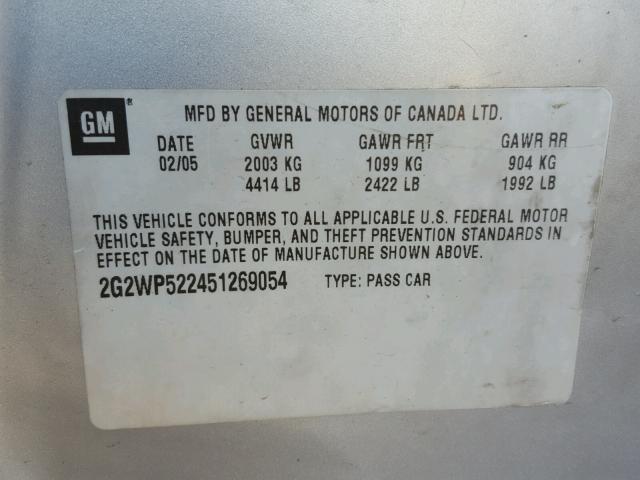 GM
®
MFD BY GENERAL MOTORS OF CANADA LTD.
DATE GVWR GAWR FRT GAWR RR
02/05 2003 KG 1099 KG 904 KG
4414 LB 2422 LB 1992 LB
THIS VEHICLE CONFORMS TO ALL APPLICABLE U.S. FEDERAL MOTOR
VEHICLE SAFETY, BUMPER, AND THEFT PREVENTION STANDARDS IN
EFFECT ON THE DATE OF MANUFACTURE SHOWN ABOVE.
2G2WP522451269054 TYPE: PASS CAR